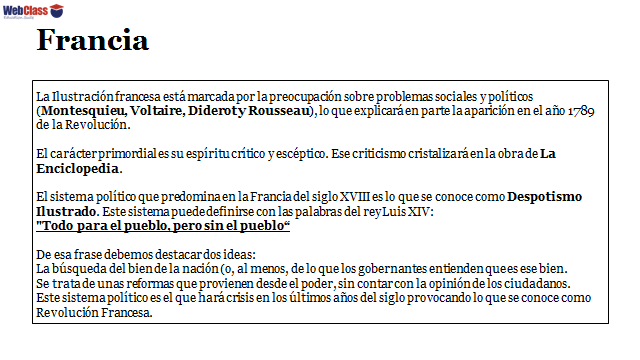 WebClass
Francia
La Ilustración francesa está marcada por la preocupación sobre problemas sociales y políticos
(Montesquieu, Voltaire, Diderot y Rousseau), lo que explicará en parte la aparición en el año 1789
de la Revolución.
El carácter primordial es su espíritu crítico y escéptico. Ese criticismo cristalizará en la obra de La
Enciclopedia.
El sistema político que predomina en la Francia del siglo XVIII es lo que se conoce como Despotismo
Ilustrado. Este sistema puede definirse con las palabras del rey Luis XIV:
"Todo para el pueblo, pero sin el pueblo“
De esa frase debemos destacar dos ideas:
La búsqueda del bien de la nación (o, al menos, de lo que los gobernantes entienden que es ese bien.
Se trata de unas reformas que provienen desde el poder, sin contar con la opinión de los ciudadanos.
Este sistema político es el que hará crisis en los últimos años del siglo provocando lo que se conoce como
Revolución Francesa.